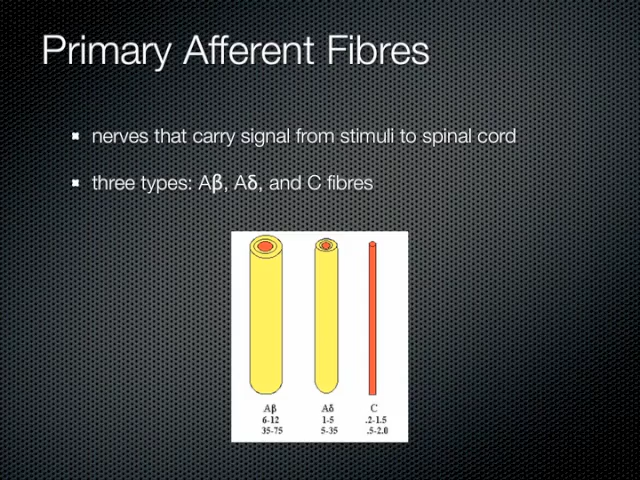 Primary Afferent Fibres
nerves that carry signal from stimuli to spinal cord
three types: Aβ, Aδ, and C fibres
Aβ Aδ C
6-12 1-5 .2-1.5
35-75 5-35 .5-2.0